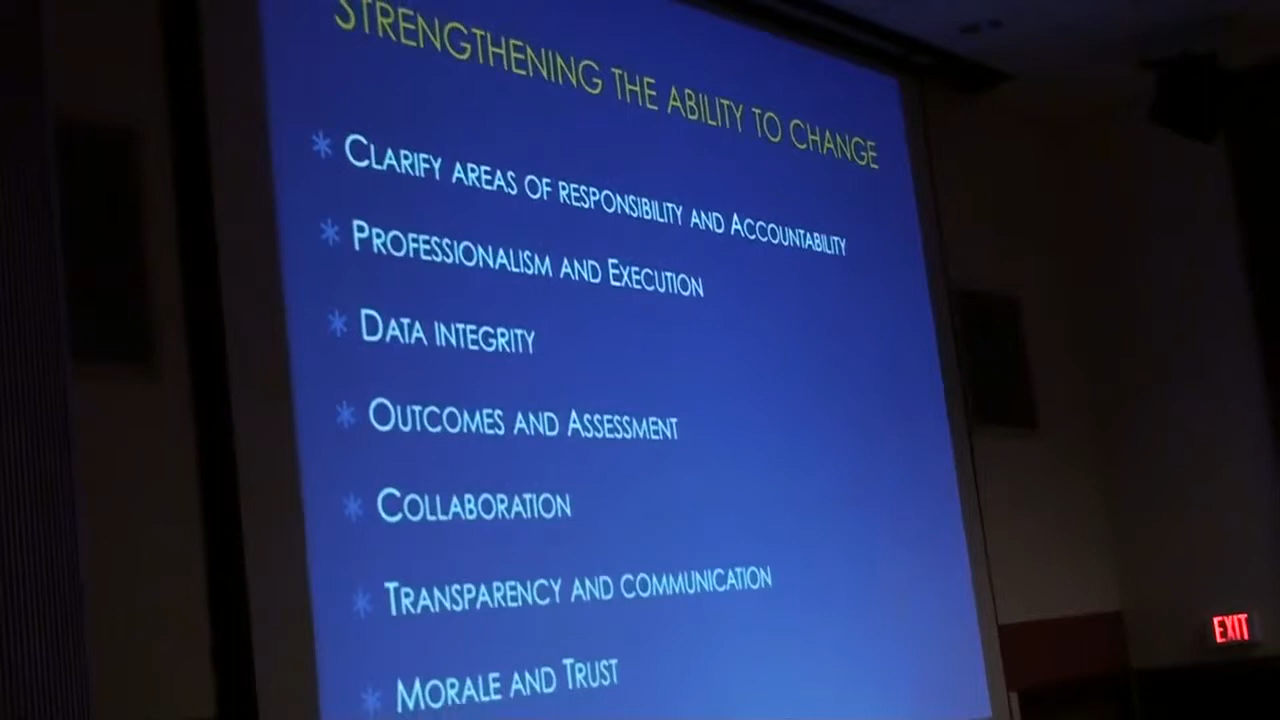 STRENGTHENING THE ABILITY TO CHANGE
* CLARIFY AREAS OF RESPONSIBILITY AND ACCOUNTABILITY
* PROFESSIONALISM AND EXECUTION
* DATA INTEGRITY
* OUTCOMES AND ASSESSMENT
* COLLABORATION
* TRANSPARENCY AND COMMUNICATION
* MORALE AND TRUST
EXIT